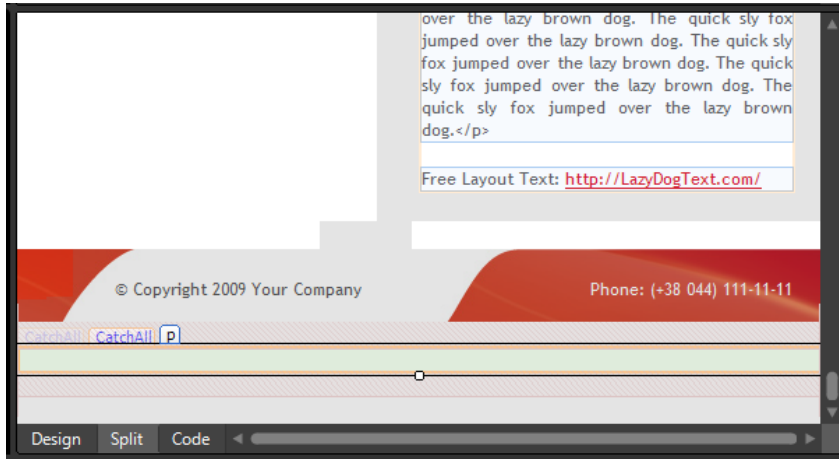 over the lazy brown dog. The quick sly fox
jumped over the lazy brown dog. The quick sly
fox jumped over the lazy brown dog. The quick
sly fox jumped over the lazy brown dog. The
quick sly fox jumped over the lazy brown
dog.</p>
Free Layout Text: http://LazyDogText.com/
© Copyright 2009 Your Company Phone: (+38 044) 111-11-11
CatchAll CatchAll p
Design Split Code